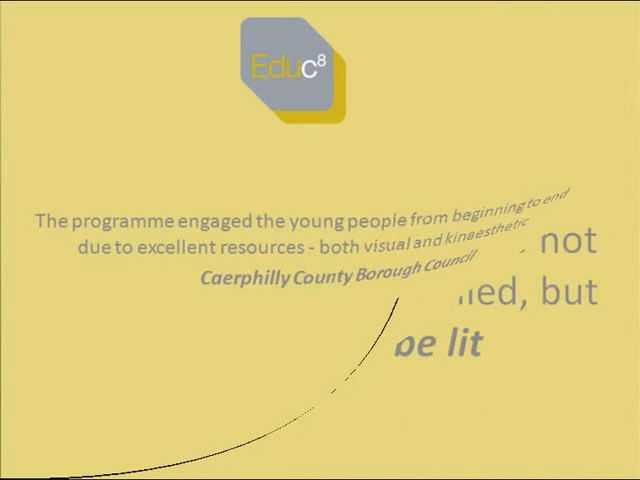 Educ8
The programme engaged the young people from beginning to end
due to excellent resources - both visual and kinaesthetic
Caerphilly County Borough Council
not
but
be lit